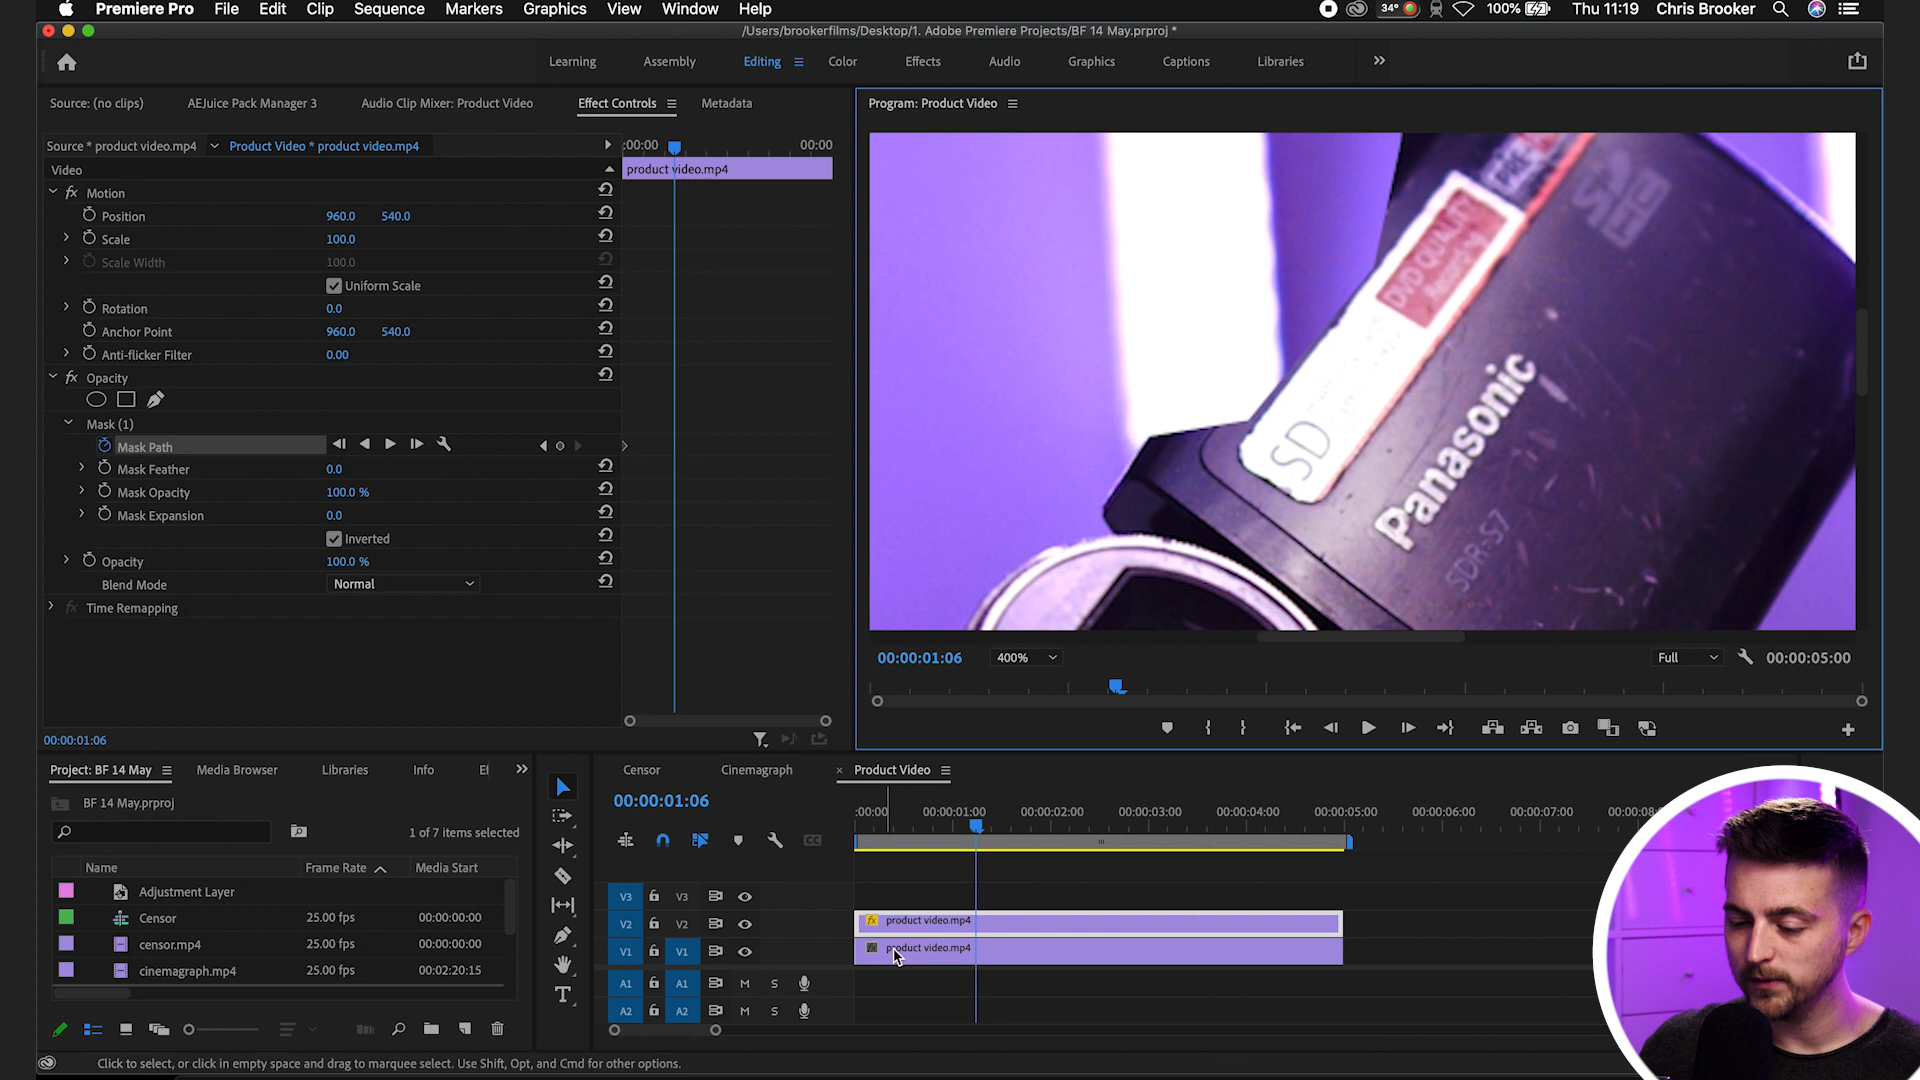 Premiere Pro File Edit Clip Sequence Markers Graphics View Window Help 34° 100% Thu 11:19 Chris Brooker
/Users/brookerfilms/Desktop/1. Adobe Premiere Projects/BF 14 May.prproj *
Learning Assembly Editing Color Effects Audio Graphics Captions Libraries
Source: (no clips) AEJuice Pack Manager 3 Audio Clip Mixer: Product Video Effect Controls Metadata
Program: Product Video
Source * product video.mp4 Product Video * product video.mp4 :00:00 00:00
Video product video.mp4
fx Motion
Position 960.0 540.0
Scale 100.0
Scale Width 100.0
Uniform Scale
Rotation 0.0
Anchor Point 960.0 540.0
Anti-flicker Filter 0.00
fx Opacity
Mask (1)
Mask Path
Mask Feather 0.0
Mask Opacity 100.0 %
Mask Expansion 0.0
Inverted
Opacity 100.0 %
Blend Mode Normal
fx Time Remapping
DVD QUALITY
SD
Panasonic
SDR-S7
00:00:01:06 400% Full 00:00:05:00
00:00:01:06
Project: BF 14 May Media Browser Libraries Info Ef
BF 14 May.prproj
1 of 7 items selected
Name Frame Rate Media Start
Adjustment Layer
Censor 25.00 fps 00:00:00:00
censor.mp4 25.00 fps 00:00:00:00
cinemagraph.mp4 25.00 fps 00:02:20:15
Censor Cinemagraph × Product Video
00:00:01:06
:00:00 00:00:01:00 00:00:02:00 00:00:03:00 00:00:04:00 00:00:05:00 00:00:06:00 00:00:07:00 00:00:08:0
V3 V3
V2 V2 fx product video.mp4
V1 V1 fx product video.mp4
A1 A1 M S
A2 A2 M S
Click to select, or click in empty space and drag to marquee select. Use Shift, Opt, and Cmd for other options.